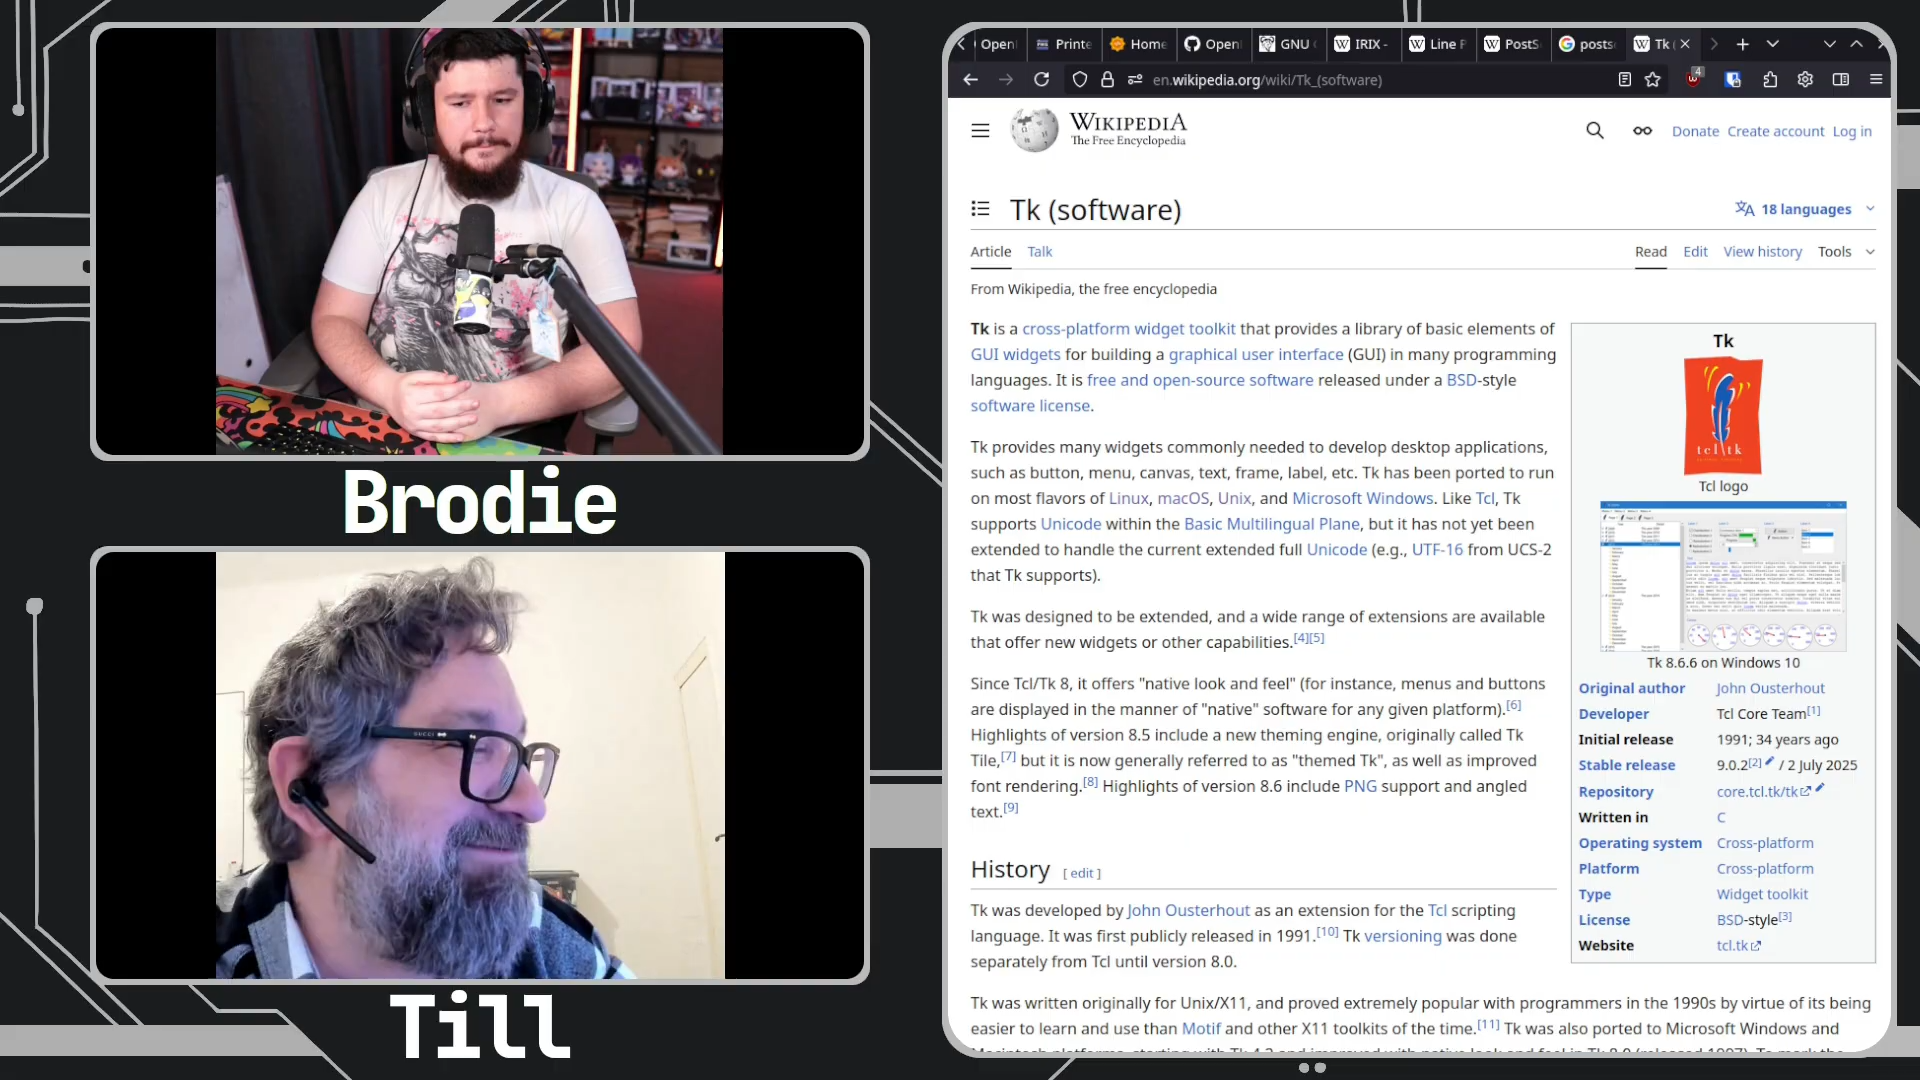 Brodie
Till
Open
Printe
Home
Open
GNU
IRIX -
Line P
PostS
posts
Tk (
en.wikipedia.org/wiki/Tk_(software)
4
WIKIPEDIA
The Free Encyclopedia
Donate Create account Log in
Tk (software)
18 languages
Article Talk
Read Edit View history Tools
From Wikipedia, the free encyclopedia
Tk is a cross-platform widget toolkit that provides a library of basic elements of
GUI widgets for building a graphical user interface (GUI) in many programming
languages. It is free and open-source software released under a BSD-style
software license.
Tk provides many widgets commonly needed to develop desktop applications,
such as button, menu, canvas, text, frame, label, etc. Tk has been ported to run
on most flavors of Linux, macOS, Unix, and Microsoft Windows. Like Tcl, Tk
supports Unicode within the Basic Multilingual Plane, but it has not yet been
extended to handle the current extended full Unicode (e.g., UTF-16 from UCS-2
that Tk supports).
Tk was designed to be extended, and a wide range of extensions are available
that offer new widgets or other capabilities.[4][5]
Since Tcl/Tk 8, it offers "native look and feel" (for instance, menus and buttons
are displayed in the manner of "native" software for any given platform).[6]
Highlights of version 8.5 include a new theming engine, originally called Tk
Tile,[7] but it is now generally referred to as "themed Tk", as well as improved
font rendering.[8] Highlights of version 8.6 include PNG support and angled
text.[9]
History [ edit ]
Tk was developed by John Ousterhout as an extension for the Tcl scripting
language. It was first publicly released in 1991.[10] Tk versioning was done
separately from Tcl until version 8.0.
Tk was written originally for Unix/X11, and proved extremely popular with programmers in the 1990s by virtue of its being
easier to learn and use than Motif and other X11 toolkits of the time.[11] Tk was also ported to Microsoft Windows and
Tk
tcl tk
Tcl logo
Tk 8.6.6 on Windows 10
Original author John Ousterhout
Developer Tcl Core Team[1]
Initial release 1991; 34 years ago
Stable release 9.0.2[2] / 2 July 2025
Repository core.tcl.tk/tk
Written in C
Operating system Cross-platform
Platform Cross-platform
Type Widget toolkit
License BSD-style[3]
Website tcl.tk
GUCCI